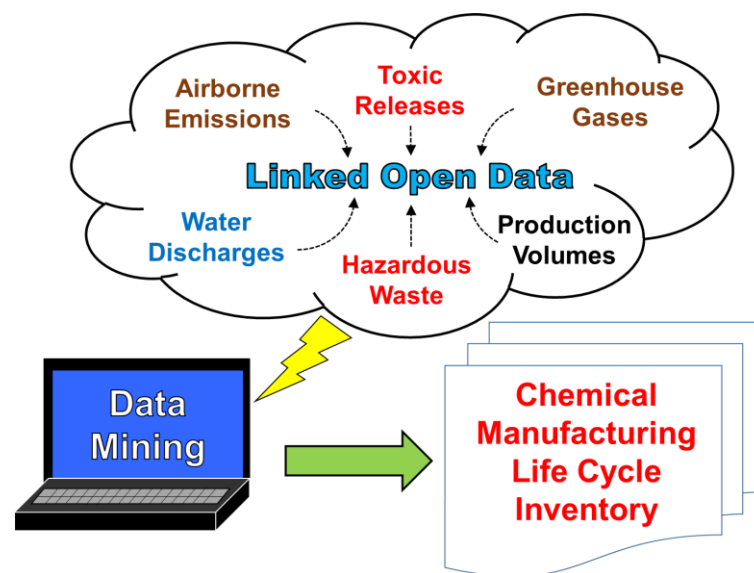 Airborne
Emissions
Toxic
Releases
Greenhouse
Gases
Linked Open Data
Water
Discharges
Hazardous
Waste
Production
Volumes
Data
Mining
Chemical
Manufacturing
Life Cycle
Inventory